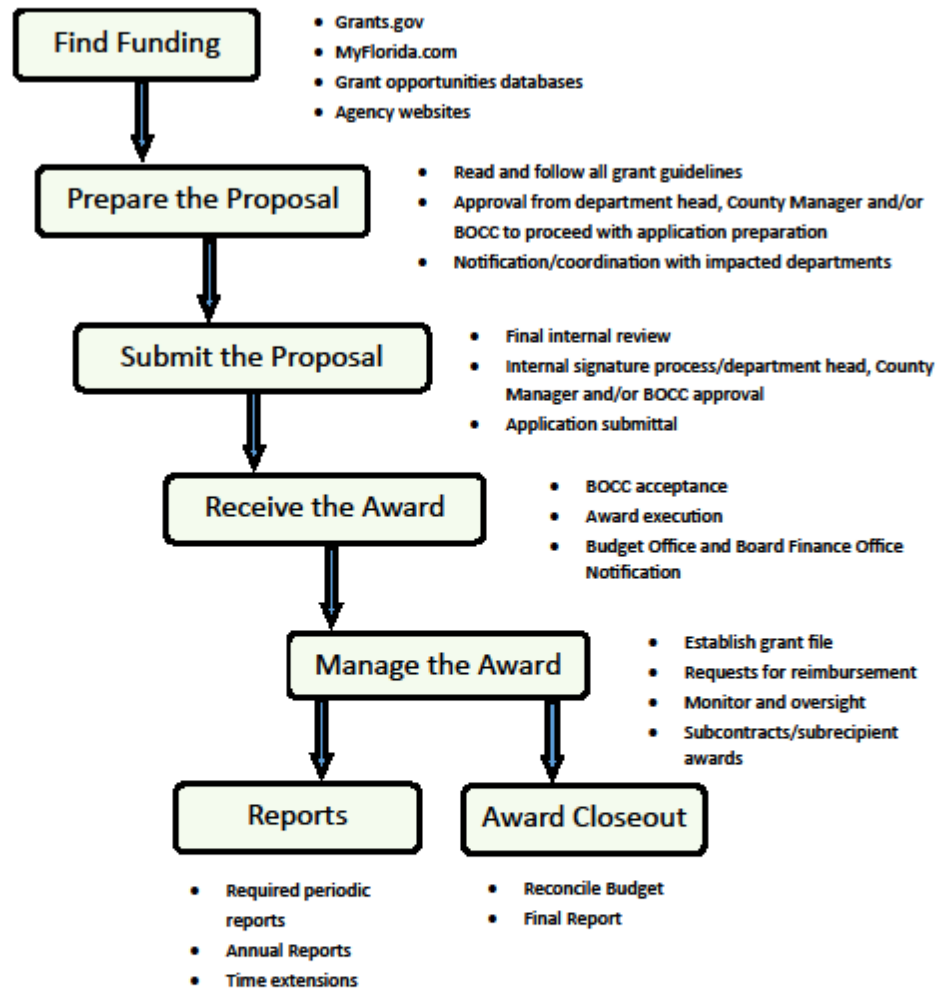 Find Funding
• Grants.gov
• MyFlorida.com
• Grant opportunities databases
• Agency websites
Prepare the Proposal
• Read and follow all grant guidelines
• Approval from department head, County Manager and/or
BOCC to proceed with application preparation
• Notification/coordination with impacted departments
Submit the Proposal
• Final internal review
• Internal signature process/department head, County
Manager and/or BOCC approval
• Application submittal
Receive the Award
• BOCC acceptance
• Award execution
• Budget Office and Board Finance Office
Notification
Manage the Award
• Establish grant file
• Requests for reimbursement
• Monitor and oversight
• Subcontracts/subrecipient
awards
Reports
• Required periodic
reports
• Annual Reports
• Time extensions
Award Closeout
• Reconcile Budget
• Final Report